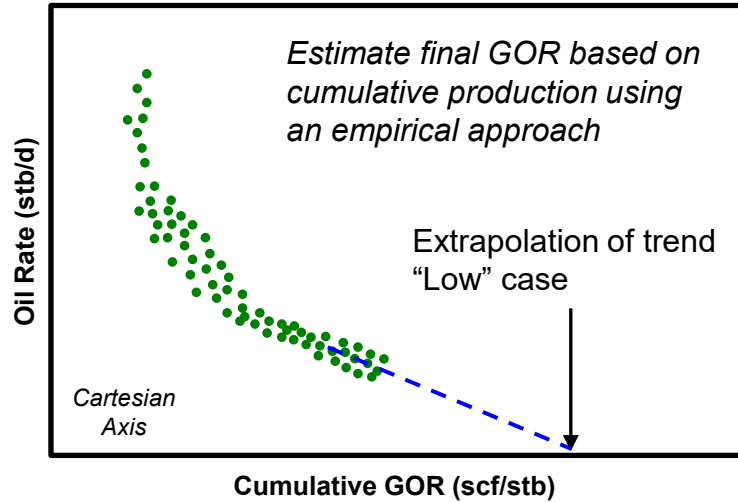 Estimate final GOR based on
cumulative production using
an empirical approach
Oil Rate (stb/d)
Extrapolation of trend
“Low” case
Cartesian
Axis
Cumulative GOR (scf/stb)